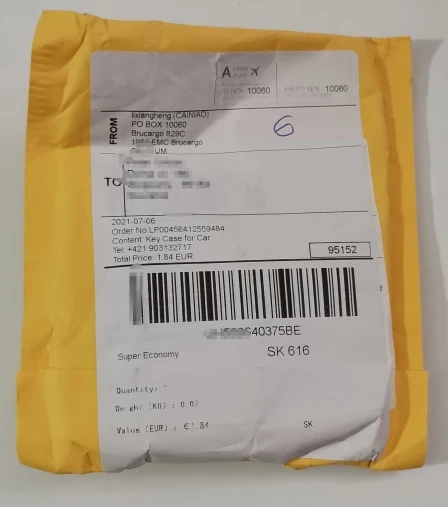 A
10060
10060
FROM
lixiangheng (CAINIAO)
PO BOX 10060
Brucargo 829C
EMC Brucargo
6
TO
2021-07-06
Order No:LP00456412559484
Content: Key Case for Car
Tel: +421 903132717
Total Price: 1.84 EUR
95152
40375BE
Super Economy
SK 616
Quantity: 1
Weight (KG) : 0.07
Value (EUR) : €1.84
SK